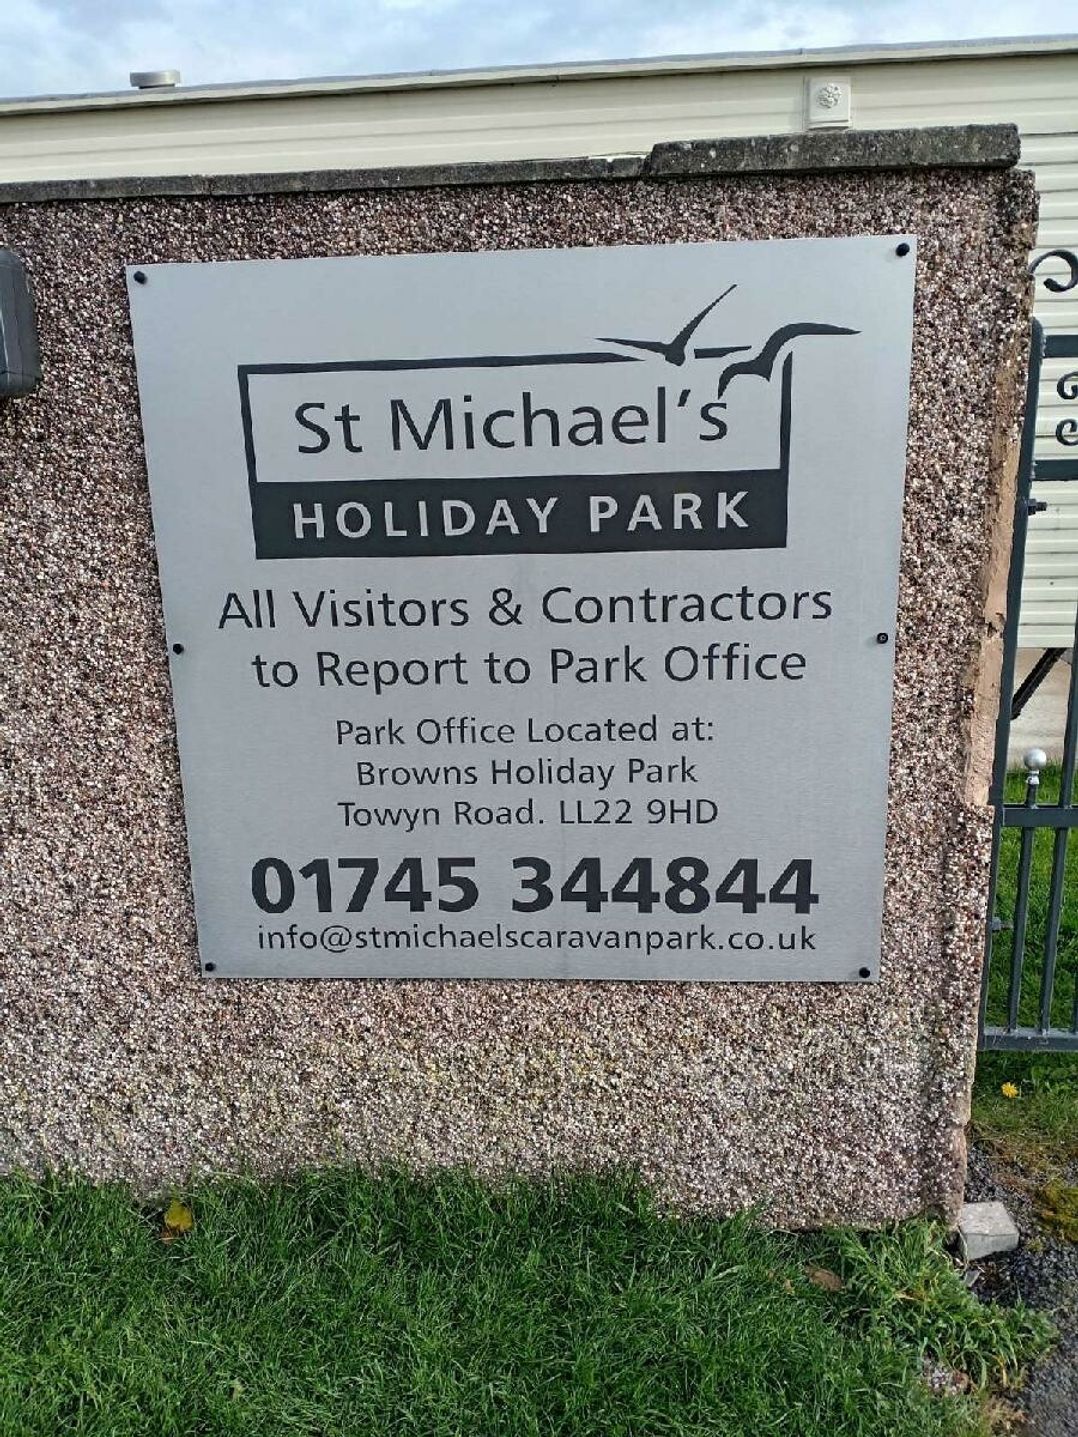 St Michael's
HOLIDAY PARK
All Visitors & Contractors
to Report to Park Office
Park Office Located at:
Browns Holiday Park
Towyn Road. LL22 9HD
01745 344844
info@stmichaelscaravanpark.co.uk